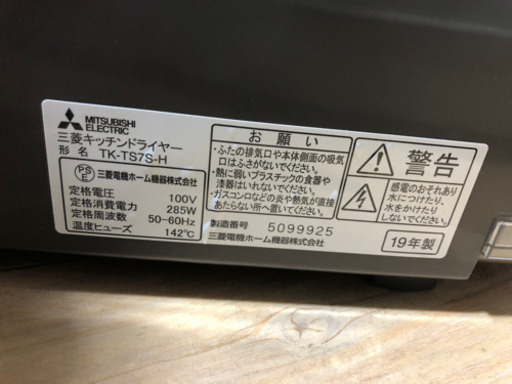 MITSUBISHI
ELECTRIC
三菱キッチンドライヤー
形 名 TK-TS7S-H
PS
E
三菱電機ホーム機器株式会社
定格電圧 100V
定格消費電力 285W
定格周波数 50-60Hz
温度ヒューズ 142℃
お 願 い
・ふたの排気口や本体側面の吸気
口はふさがないでください。
・熱に弱いプラスチックの食器や
漆器はいれないでください。
・ガスコンロなどの炎や熱気が直接
あたらない所へ置いてください。
製造番号 5099925
三菱電機ホーム機器株式会社
警告
感電のおそれあり
水につけたり、
水をかけたり
しないでください。
19年製